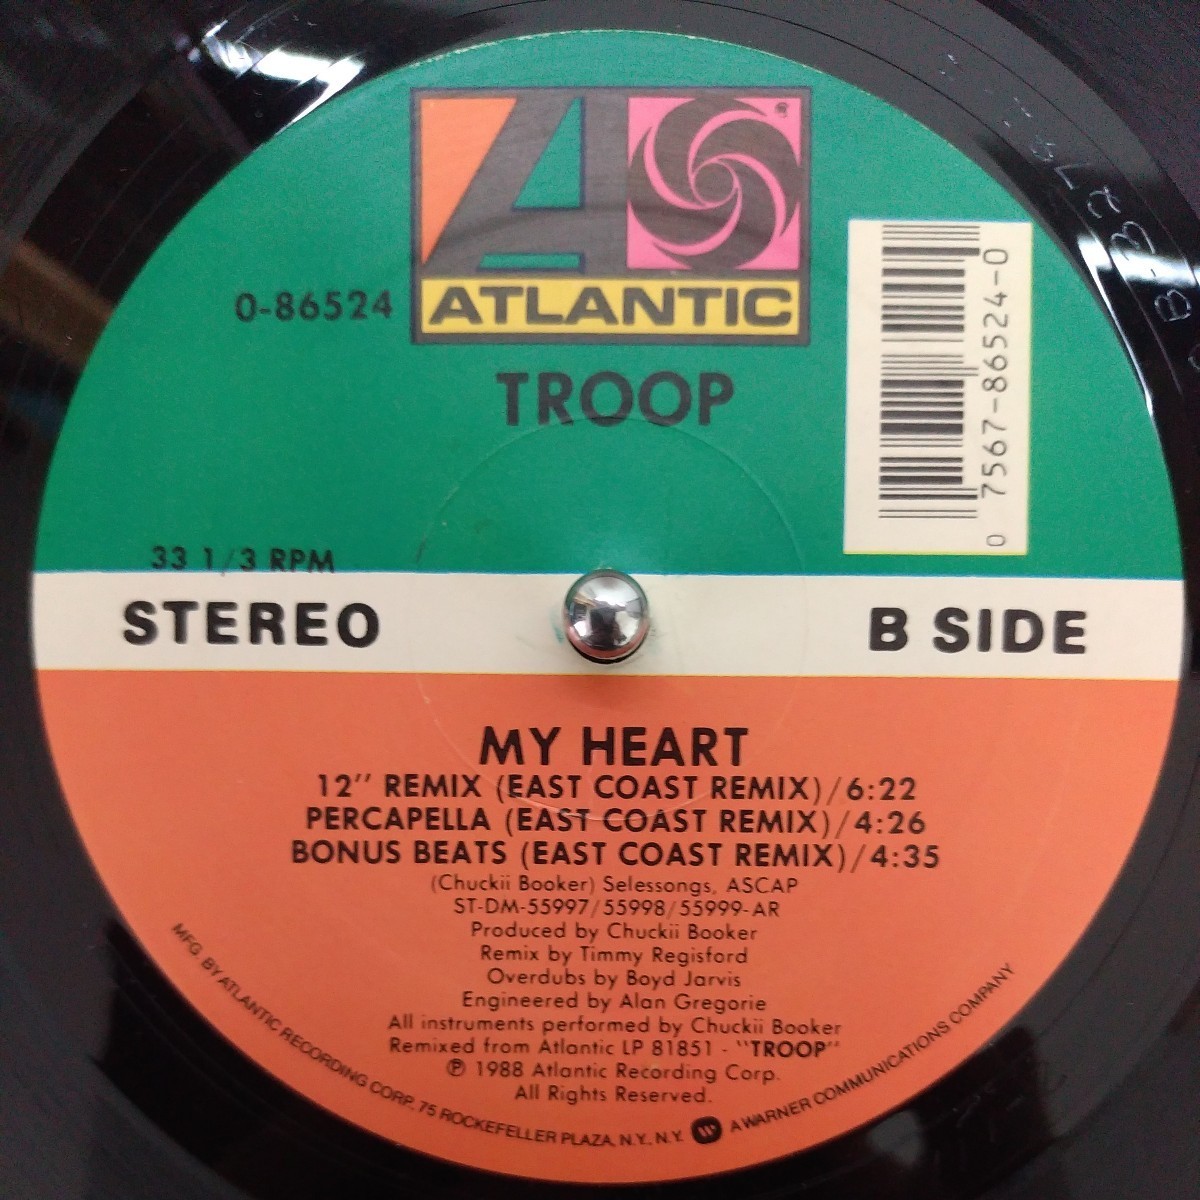 ATLANTIC
®
0-86524
TROOP
0 7567-86524-0
33 1/3 RPM
STEREO
B SIDE
MY HEART
12" REMIX (EAST COAST REMIX)/6:22
PERCAPELLA (EAST COAST REMIX)/4:26
BONUS BEATS (EAST COAST REMIX)/4:35
(Chuckii Booker) Selessongs, ASCAP
ST-DM-55997/55998/55999-AR
Produced by Chuckii Booker
Remix by Timmy Regisford
Overdubs by Boyd Jarvis
Engineered by Alan Gregorie
All instruments performed by Chuckii Booker
Remixed from Atlantic LP 81851 - "TROOP"
℗ 1988 Atlantic Recording Corp.
All Rights Reserved.
MFG. BY ATLANTIC RECORDING CORP., 75 ROCKEFELLER PLAZA, N.Y., N.Y. A WARNER COMMUNICATIONS COMPANY